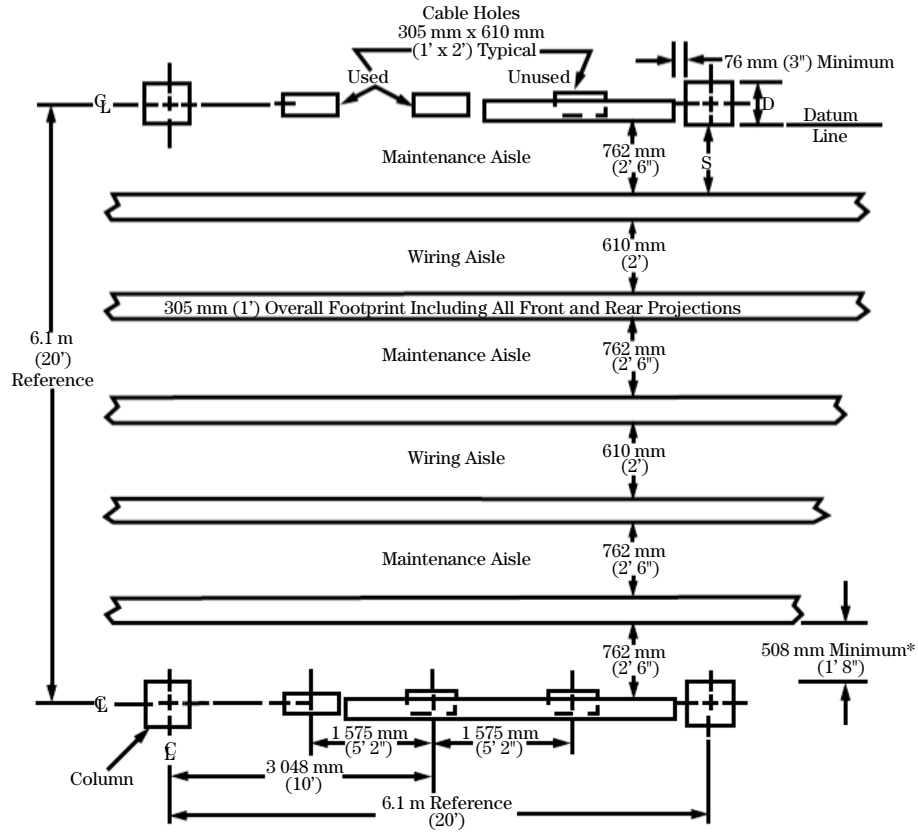 Cable Holes
305 mm x 610 mm
(1' x 2') Typical
76 mm (3") Minimum
Used
Unused
C
L
D
Datum
Line
Maintenance Aisle
762 mm
(2' 6")
S
Wiring Aisle
610 mm
(2')
305 mm (1') Overall Footprint Including All Front and Rear Projections
6.1 m
(20')
Reference
Maintenance Aisle
762 mm
(2' 6")
Wiring Aisle
610 mm
(2')
Maintenance Aisle
762 mm
(2' 6")
762 mm
(2' 6")
508 mm Minimum*
(1' 8")
C
L
1 575 mm
(5' 2")
1 575 mm
(5' 2")
C
L
Column
3 048 mm
(10')
6.1 m Reference
(20')